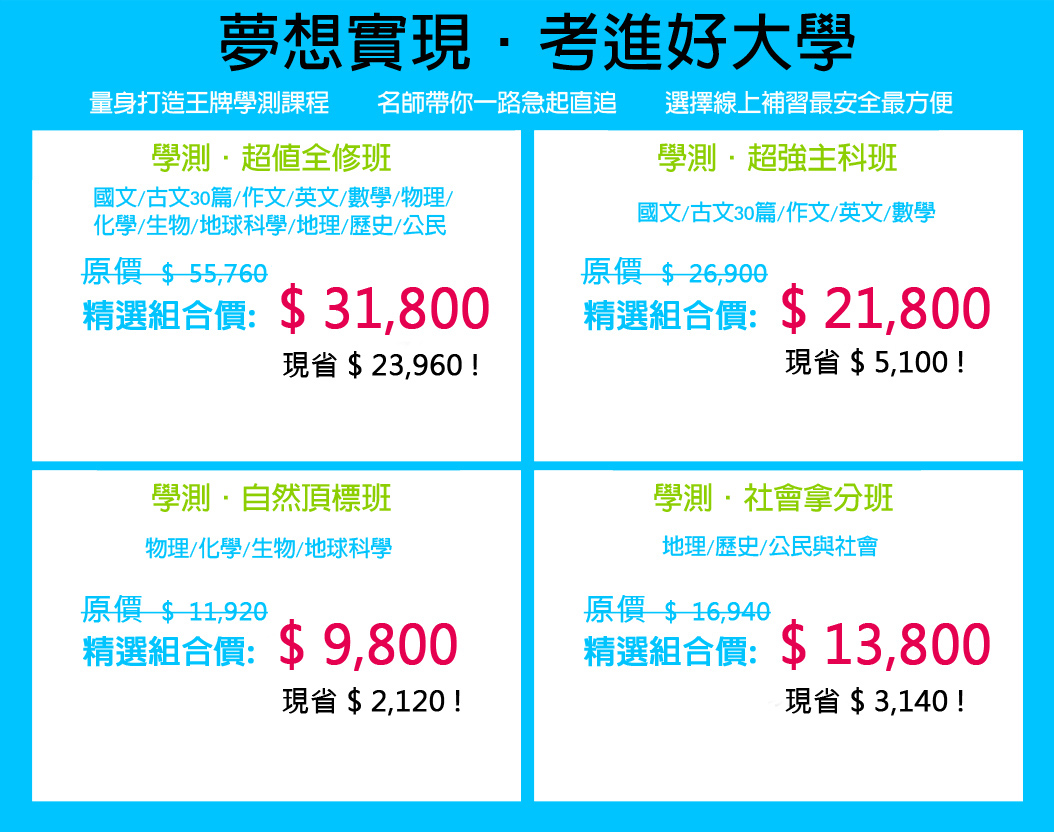 夢想實現．考進好大學
量身打造王牌學測課程 名師帶你一路急起直追 選擇線上補習最安全最方便
學測．超值全修班
國文/古文30篇/作文/英文/數學/物理/
化學/生物/地球科學/地理/歷史/公民
原價 $ 55,760
精選組合價: $ 31,800
現省 $ 23,960 !
學測．超強主科班
國文/古文30篇/作文/英文/數學
原價 $ 26,900
精選組合價: $ 21,800
現省 $ 5,100 !
學測．自然頂標班
物理/化學/生物/地球科學
原價 $ 11,920
精選組合價: $ 9,800
現省 $ 2,120 !
學測．社會拿分班
地理/歷史/公民與社會
原價 $ 16,940
精選組合價: $ 13,800
現省 $ 3,140 !